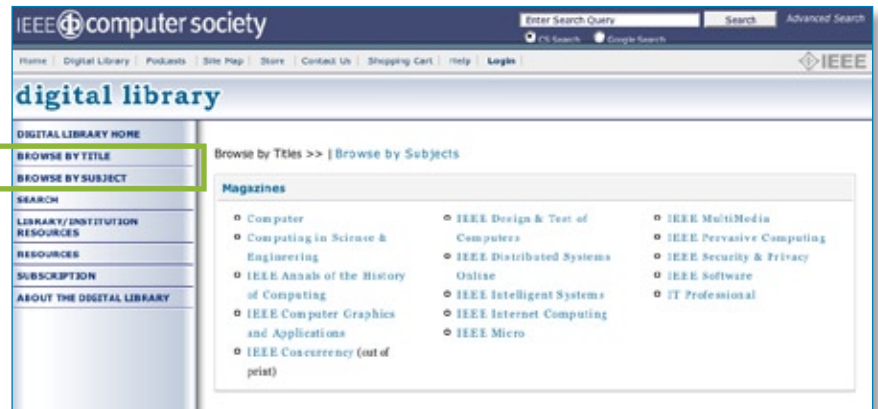 IEEE computer society
Enter Search Query Search Advanced Search
CS Search Google Search
Home | Digital Library | Podcasts | Site Map | Store | Contact Us | Shopping Cart | Help | Login |
IEEE
digital library
DIGITAL LIBRARY HOME
BROWSE BY TITLE
BROWSE BY SUBJECT
SEARCH
LIBRARY/INSTITUTION
RESOURCES
RESOURCES
SUBSCRIPTION
ABOUT THE DIGITAL LIBRARY
Browse by Titles >> | Browse by Subjects
Magazines
Computer
Computing in Science &
Engineering
IEEE Annals of the History
of Computing
IEEE Computer Graphics
and Applications
IEEE Concurrency (out of
print)
IEEE Design & Test of
Computers
IEEE Distributed Systems
Online
IEEE Intelligent Systems
IEEE Internet Computing
IEEE Micro
IEEE MultiMedia
IEEE Pervasive Computing
IEEE Security & Privacy
IEEE Software
IT Professional